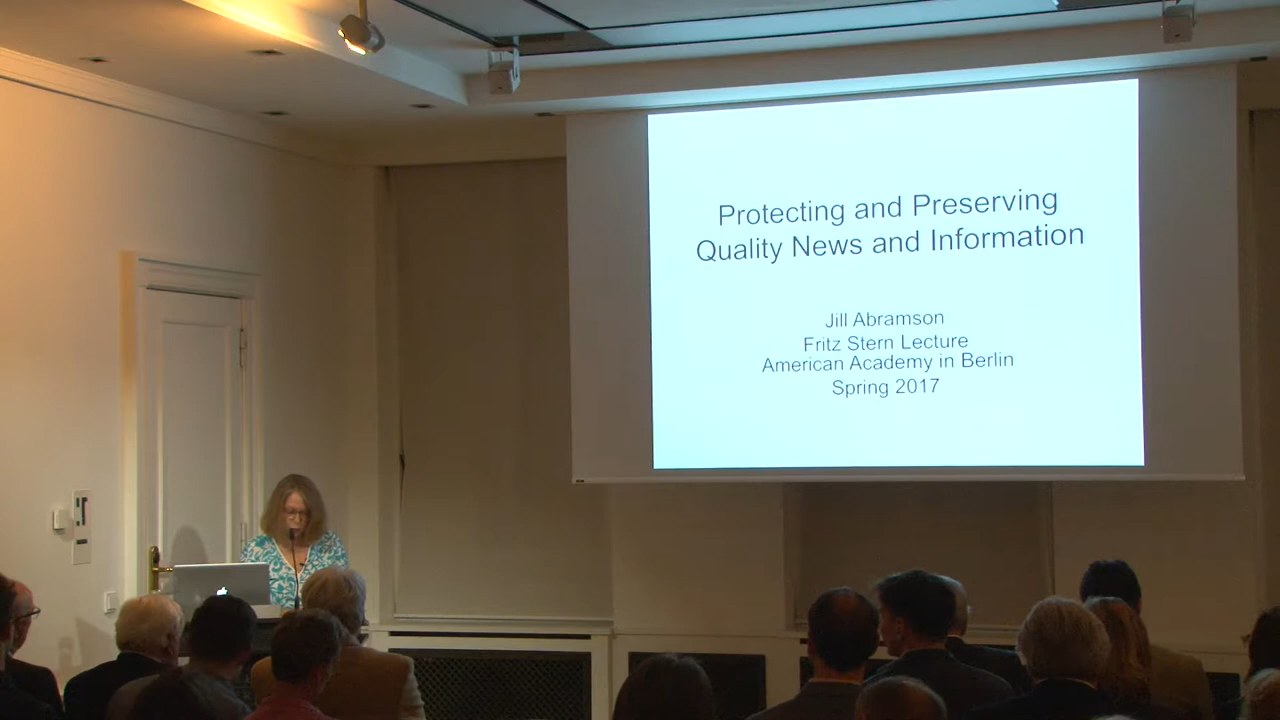 Protecting and Preserving
Quality News and Information
Jill Abramson
Fritz Stern Lecture
American Academy in Berlin
Spring 2017